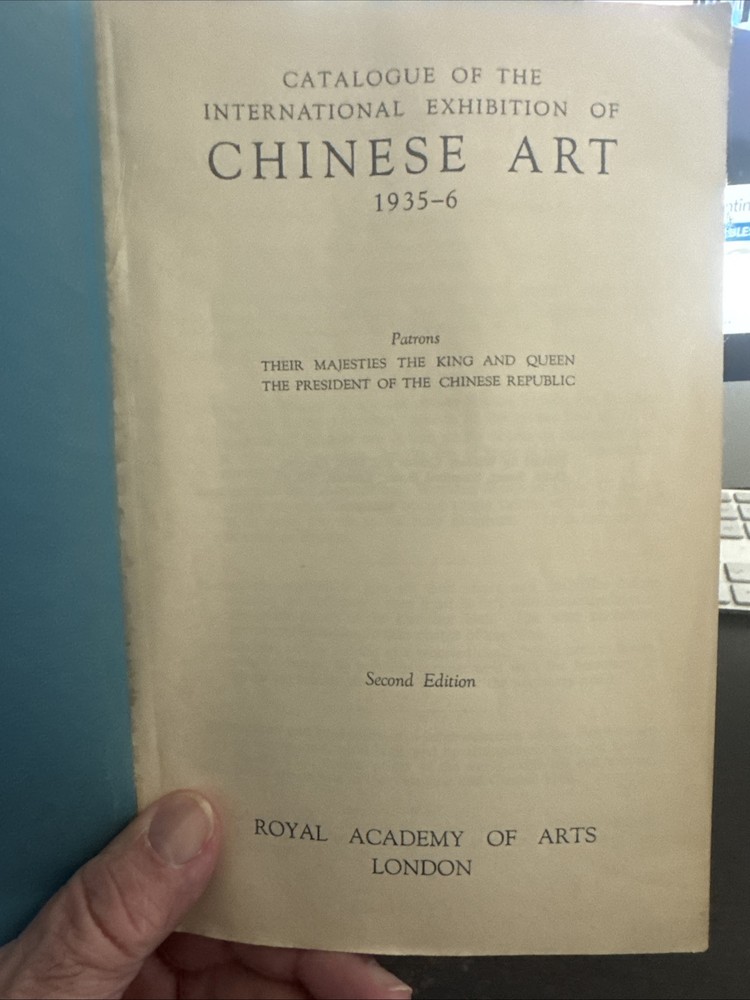 CATALOGUE OF THE
INTERNATIONAL EXHIBITION OF
CHINESE ART
1935-6
Patrons
THEIR MAJESTIES THE KING AND QUEEN
THE PRESIDENT OF THE CHINESE REPUBLIC
Second Edition
ROYAL ACADEMY OF ARTS
LONDON